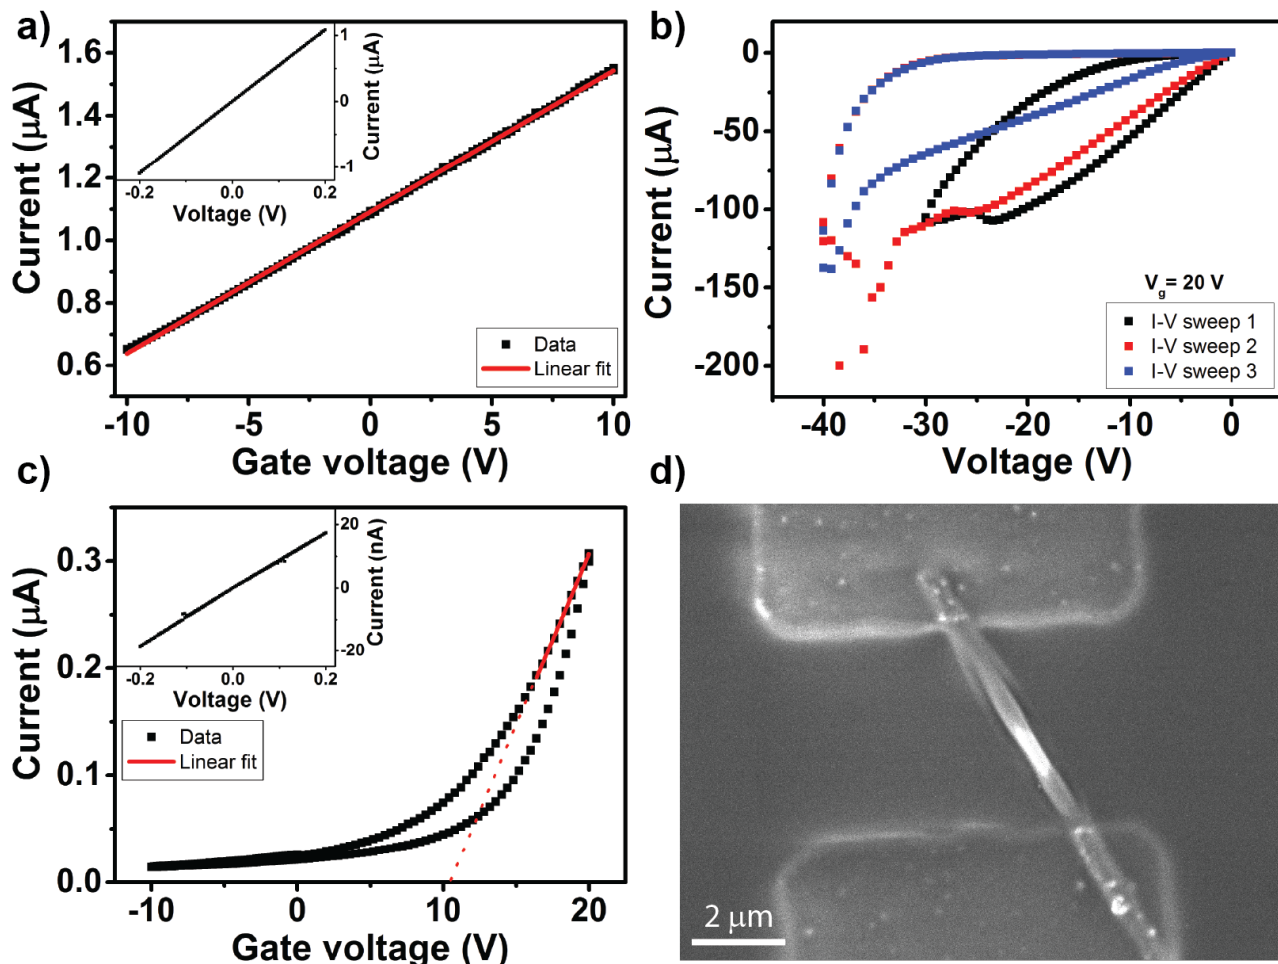 a)
1.6
1.4
1.2
1.0
0.8
0.6
Current (μA)
-10
-5
0
5
10
Gate voltage (V)
Data
Linear fit
1
0
-1
Current (μA)
-0.2
0.0
0.2
Voltage (V)
b)
0
-50
-100
-150
-200
Current (μA)
-40
-30
-20
-10
0
Voltage (V)
Vg= 20 V
I-V sweep 1
I-V sweep 2
I-V sweep 3
c)
0.3
0.2
0.1
0.0
Current (μA)
-10
0
10
20
Gate voltage (V)
20
0
-20
Current (nA)
-0.2
0.0
0.2
Voltage (V)
Data
Linear fit
d)
2 μm